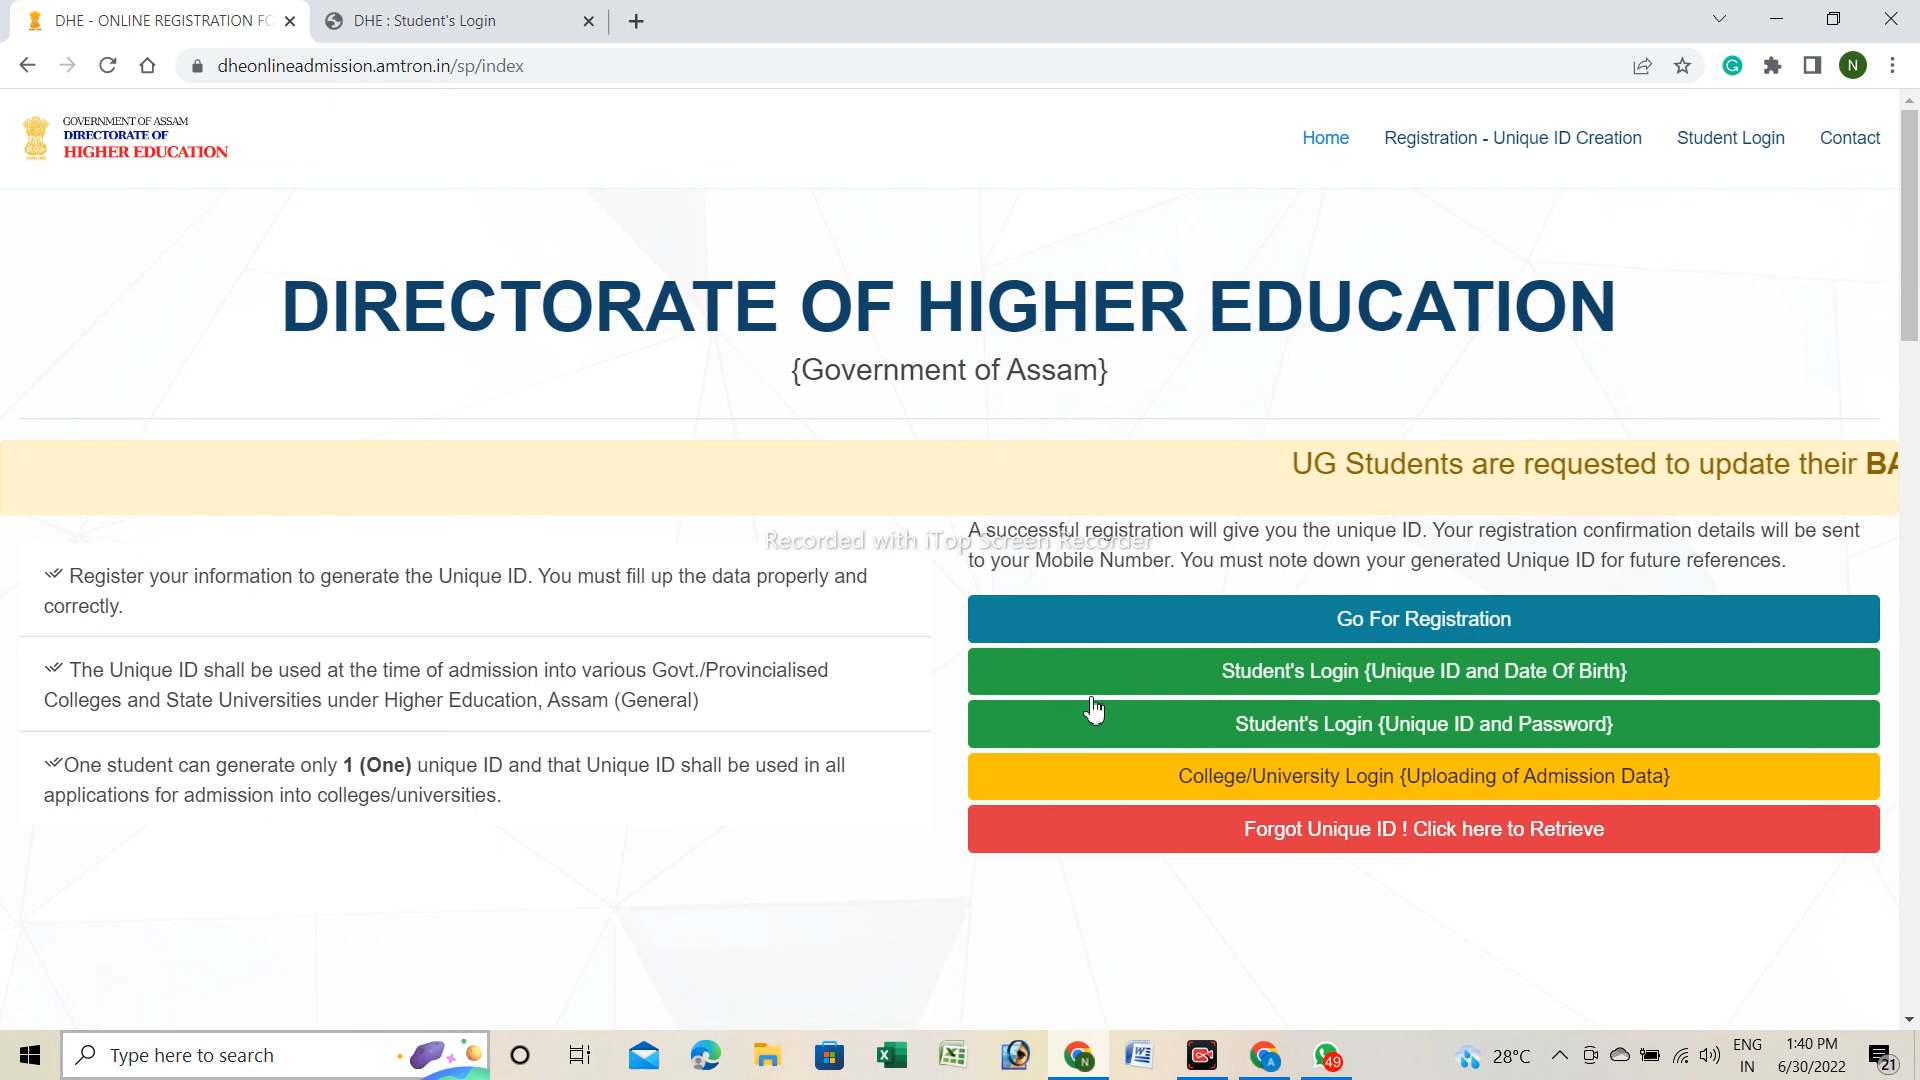 DHE - ONLINE REGISTRATION FO
DHE : Student's Login
dheonlineadmission.amtron.in/sp/index
N
GOVERNMENT OF ASSAM
DIRECTORATE OF
HIGHER EDUCATION
Home
Registration - Unique ID Creation
Student Login
Contact
DIRECTORATE OF HIGHER EDUCATION
{Government of Assam}
UG Students are requested to update their BA
Recorded with iTop Screen Recorder
Register your information to generate the Unique ID. You must fill up the data properly and
correctly.
The Unique ID shall be used at the time of admission into various Govt./Provincialised
Colleges and State Universities under Higher Education, Assam (General)
One student can generate only 1 (One) unique ID and that Unique ID shall be used in all
applications for admission into colleges/universities.
A successful registration will give you the unique ID. Your registration confirmation details will be sent
to your Mobile Number. You must note down your generated Unique ID for future references.
Go For Registration
Student's Login {Unique ID and Date Of Birth}
Student's Login {Unique ID and Password}
College/University Login {Uploading of Admission Data}
Forgot Unique ID ! Click here to Retrieve
Type here to search
49
28°C
ENG
IN
1:40 PM
6/30/2022
21